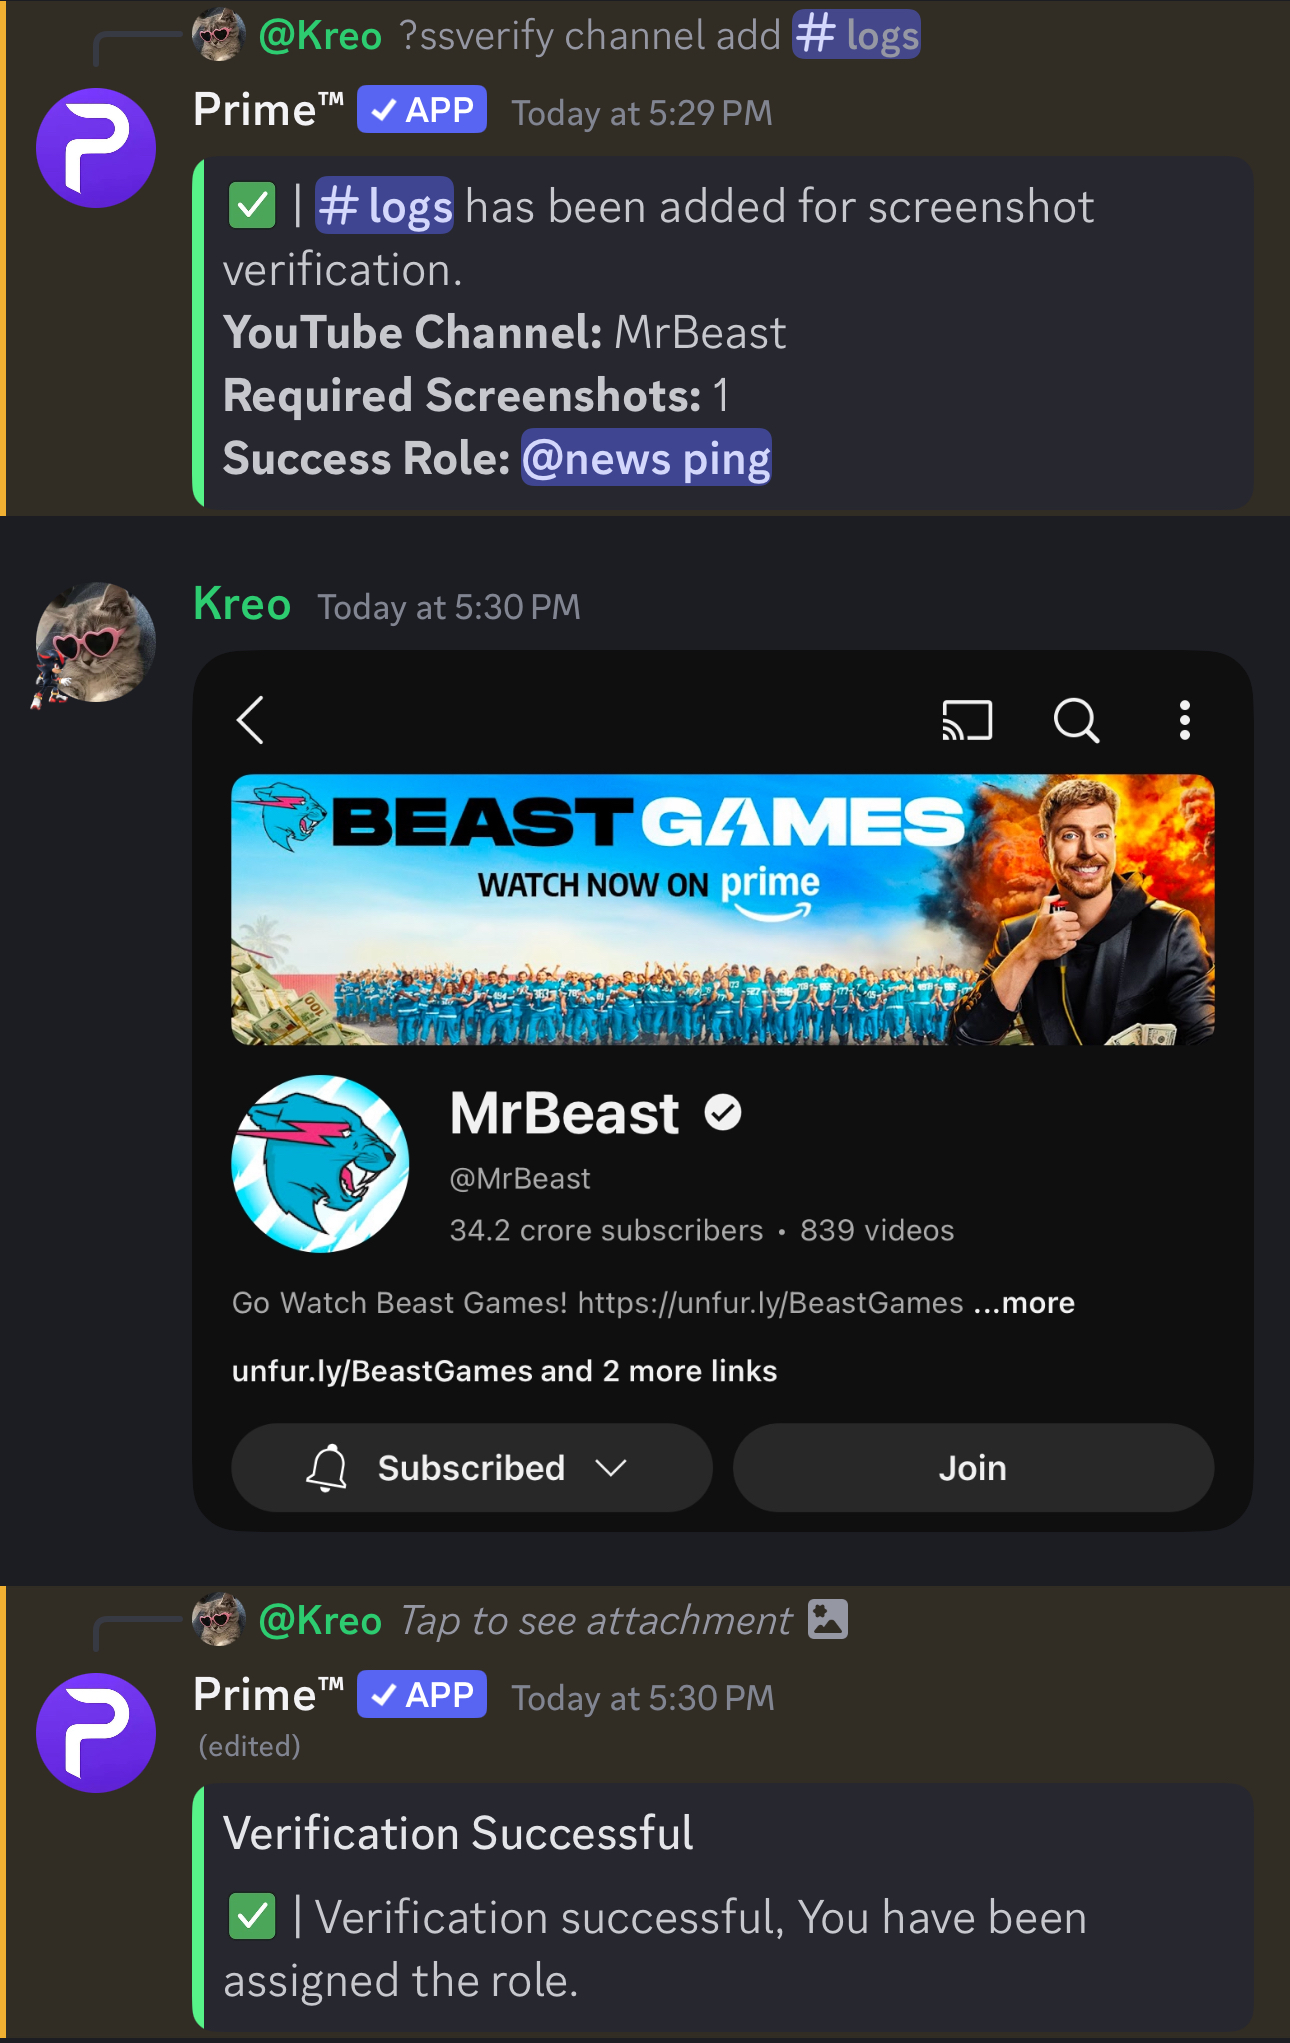 @Kreo ?ssverify channel add # logs
Prime™ ✓ APP Today at 5:29 PM
✅ | # logs has been added for screenshot
verification.
YouTube Channel: MrBeast
Required Screenshots: 1
Success Role: @news ping
Kreo Today at 5:30 PM
BEAST GAMES
WATCH NOW ON prime
MrBeast
@MrBeast
34.2 crore subscribers • 839 videos
Go Watch Beast Games! https://unfur.ly/BeastGames ...more
unfur.ly/BeastGames and 2 more links
Subscribed
Join
@Kreo Tap to see attachment
Prime™ ✓ APP Today at 5:30 PM
(edited)
Verification Successful
✅ | Verification successful, You have been
assigned the role.